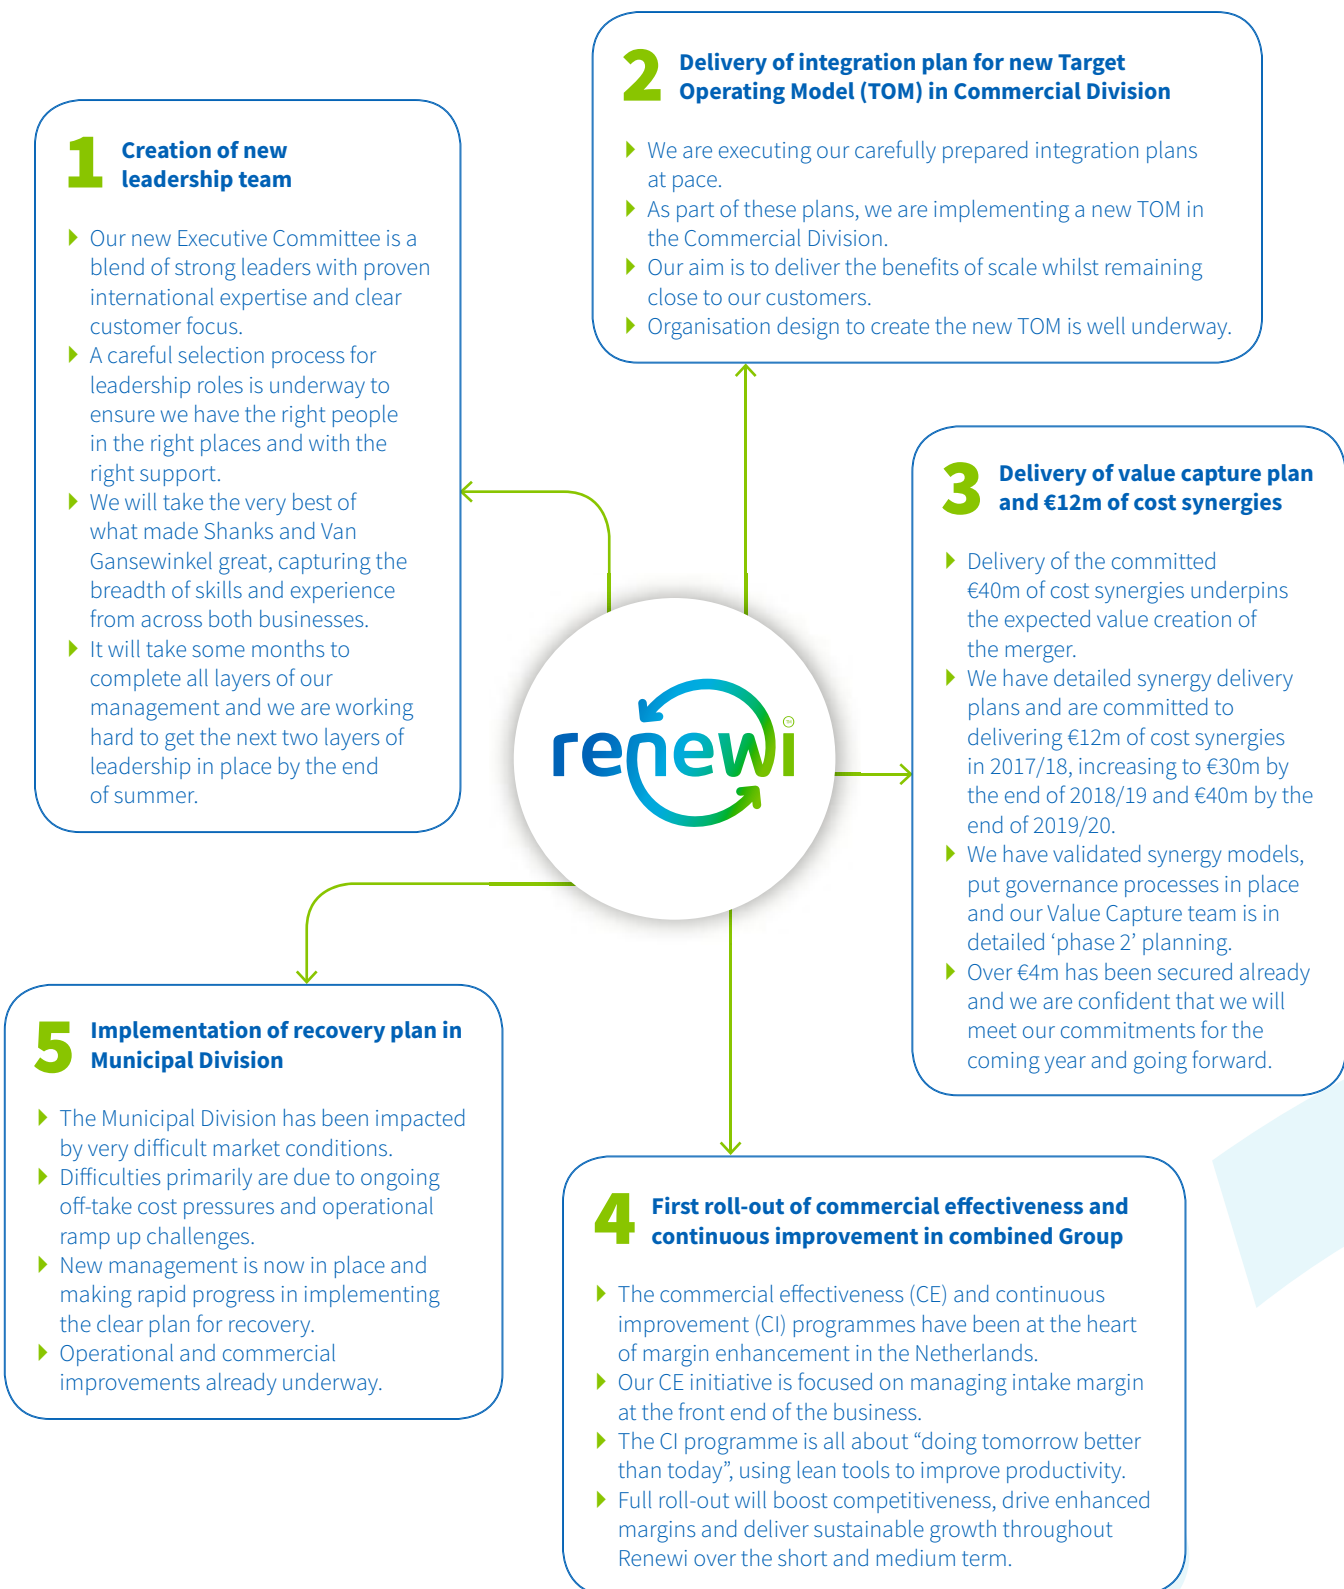 1
Creation of new
leadership team
Our new Executive Committee is a
blend of strong leaders with proven
international expertise and clear
customer focus.
A careful selection process for
leadership roles is underway to
ensure we have the right people
in the right places and with the
right support.
We will take the very best of
what made Shanks and Van
Gansewinkel great, capturing the
breadth of skills and experience
from across both businesses.
It will take some months to
complete all layers of our
management and we are working
hard to get the next two layers of
leadership in place by the end
of summer.
2
Delivery of integration plan for new Target
Operating Model (TOM) in Commercial Division
We are executing our carefully prepared integration plans
at pace.
As part of these plans, we are implementing a new TOM in
the Commercial Division.
Our aim is to deliver the benefits of scale whilst remaining
close to our customers.
Organisation design to create the new TOM is well underway.
3
Delivery of value capture plan
and €12m of cost synergies
Delivery of the committed
€40m of cost synergies underpins
the expected value creation of
the merger.
We have detailed synergy delivery
plans and are committed to
delivering €12m of cost synergies
in 2017/18, increasing to €30m by
the end of 2018/19 and €40m by the
end of 2019/20.
We have validated synergy models,
put governance processes in place
and our Value Capture team is in
detailed ‘phase 2’ planning.
Over €4m has been secured already
and we are confident that we will
meet our commitments for the
coming year and going forward.
renewi
TM
4
First roll-out of commercial effectiveness and
continuous improvement in combined Group
The commercial effectiveness (CE) and continuous
improvement (CI) programmes have been at the heart
of margin enhancement in the Netherlands.
Our CE initiative is focused on managing intake margin
at the front end of the business.
The CI programme is all about “doing tomorrow better
than today”, using lean tools to improve productivity.
Full roll-out will boost competitiveness, drive enhanced
margins and deliver sustainable growth throughout
Renewi over the short and medium term.
5
Implementation of recovery plan in
Municipal Division
The Municipal Division has been impacted
by very difficult market conditions.
Difficulties primarily are due to ongoing
off-take cost pressures and operational
ramp up challenges.
New management is now in place and
making rapid progress in implementing
the clear plan for recovery.
Operational and commercial
improvements already underway.